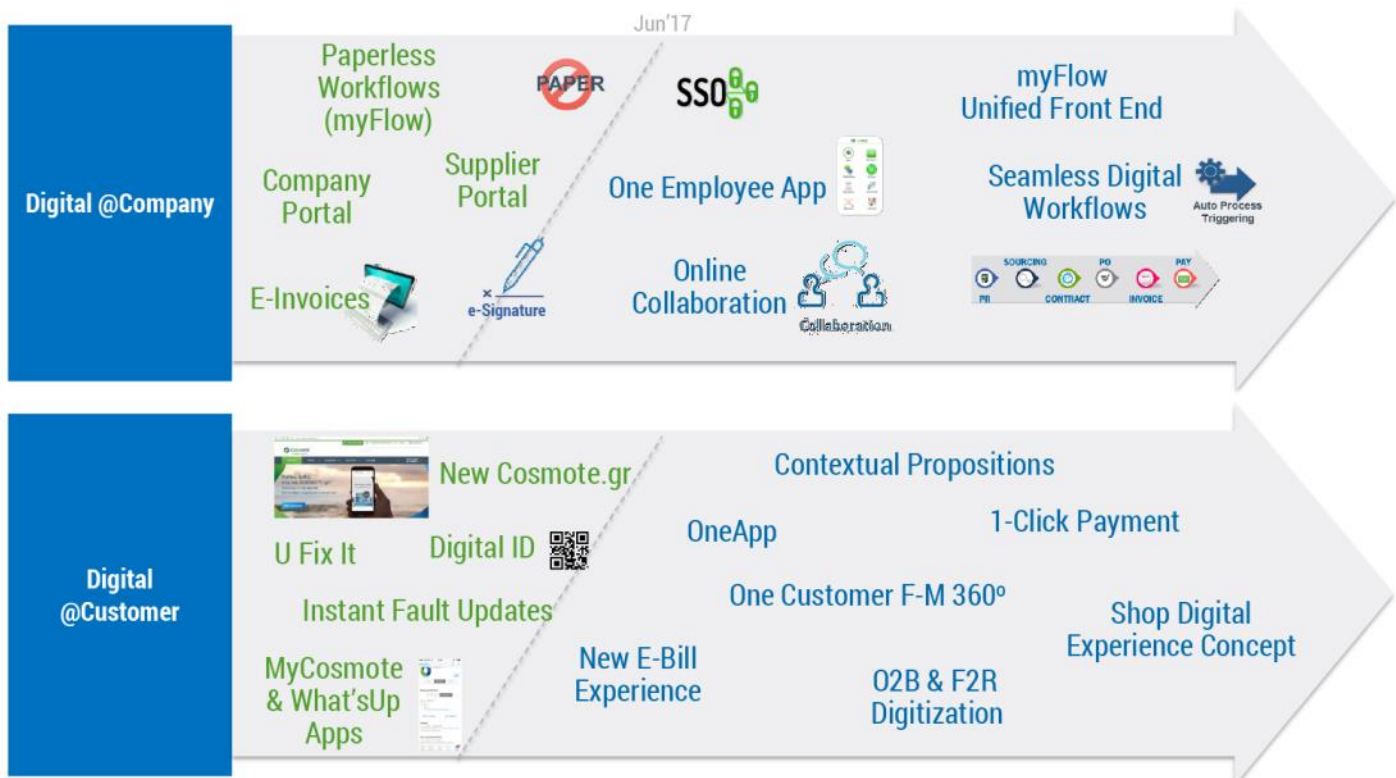 Jun'17
Digital @Company
Paperless
Workflows
(myFlow)
PAPER
SSO
myFlow
Unified Front End
Company
Portal
Supplier
Portal
One Employee App
Seamless Digital
Workflows
Auto Process
Triggering
E-Invoices
e-Signature
Online
Collaboration
Collaboration
SOURCING
PO
PAY
PR
CONTRACT
INVOICE
Digital
@Customer
New Cosmote.gr
U Fix It
Digital ID
Instant Fault Updates
MyCosmote
& What'sUp
Apps
Contextual Propositions
OneApp
1-Click Payment
One Customer F-M 360º
Shop Digital
Experience Concept
New E-Bill
Experience
O2B & F2R
Digitization